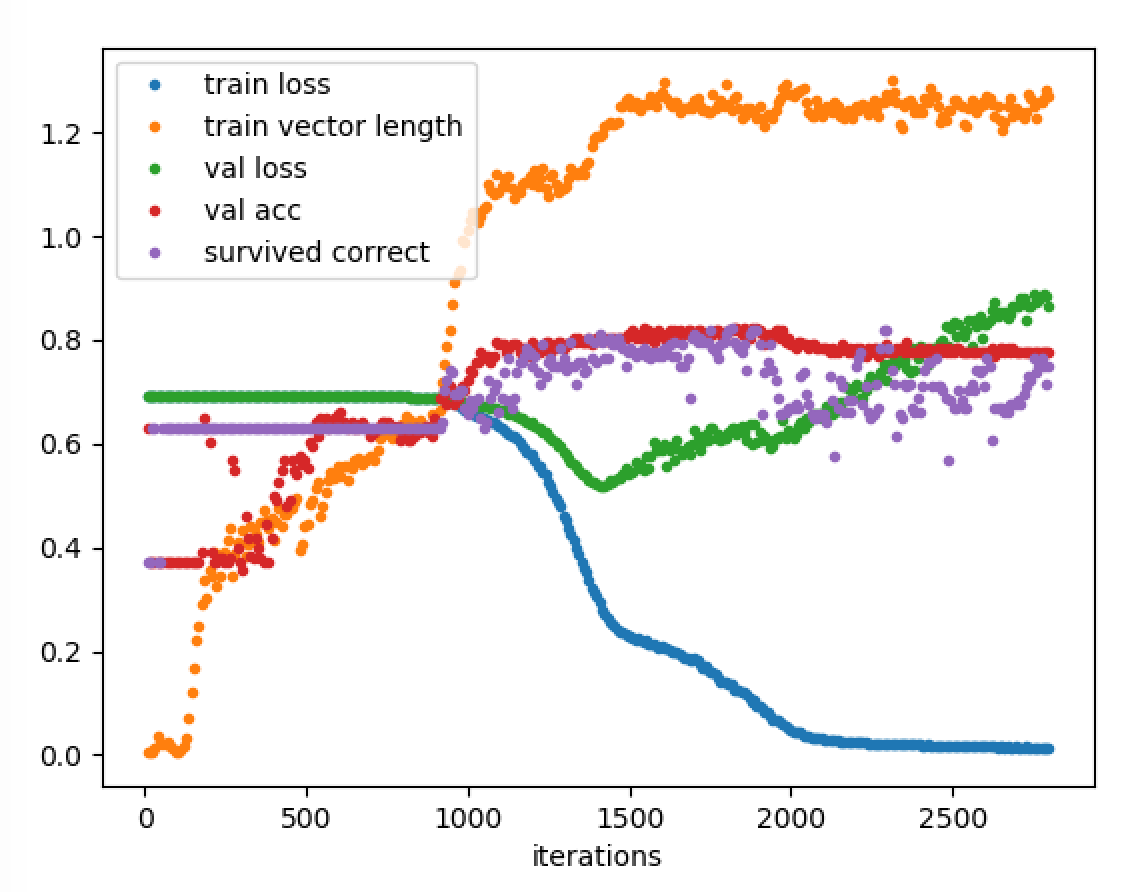 train loss
train vector length
val loss
val acc
survived correct
1.2
1.0
0.8
0.6
0.4
0.2
0.0
0 500 1000 1500 2000 2500
iterations